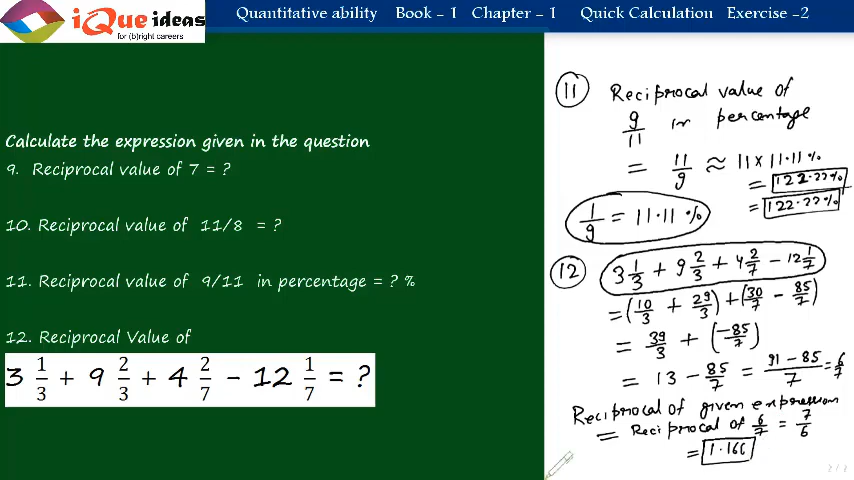 iQue ideas
for (b)right careers
Quantitative ability Book – 1 Chapter – 1 Quick Calculation Exercise –2
Calculate the expression given in the question
9. Reciprocal value of 7 = ?
10. Reciprocal value of 11/8 = ?
11. Reciprocal value of 9/11 in percentage = ? %
12. Reciprocal Value of
3 1/3 + 9 2/3 + 4 2/7 − 12 1/7 = ?
11 Reciprocal value of
9/11 in percentage
= 11/9 ≈ 11 x 11.11 %
= 122.22 %
= 122.22 %
1/9 = 11.11 %
12 3 1/3 + 9 2/3 + 4 2/7 − 12 1/7
= (10/3 + 29/3) + (30/7 − 85/7)
= 39/3 + (−85/7)
= 13 − 85/7 = 91 − 85/7 = 6/7
Reciprocal of given expression
= Reciprocal of 6/7 = 7/6
= 1.166
2 / 2